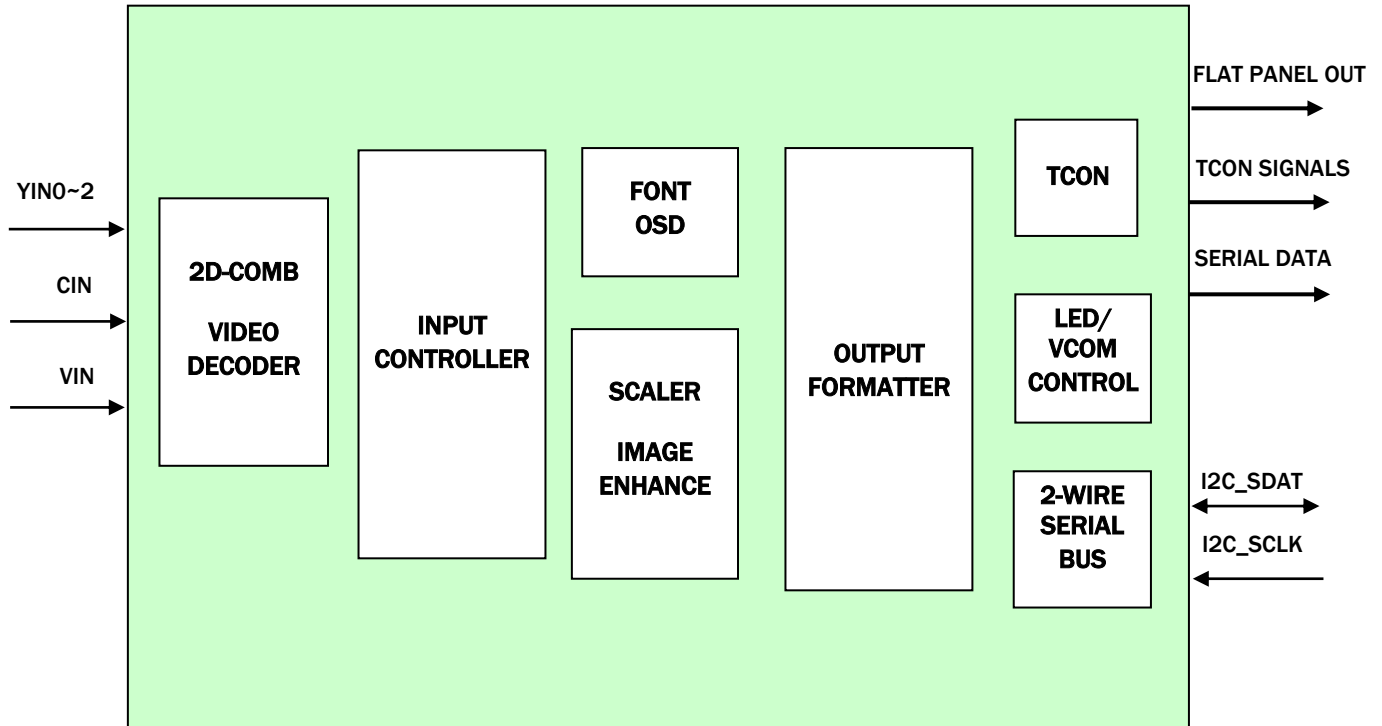 YIN0~2
CIN
VIN
2D-COMB
VIDEO
DECODER
INPUT
CONTROLLER
FONT
OSD
SCALER
IMAGE
ENHANCE
OUTPUT
FORMATTER
TCON
LED/
VCOM
CONTROL
2-WIRE
SERIAL
BUS
FLAT PANEL OUT
TCON SIGNALS
SERIAL DATA
I2C_SDAT
I2C_SCLK